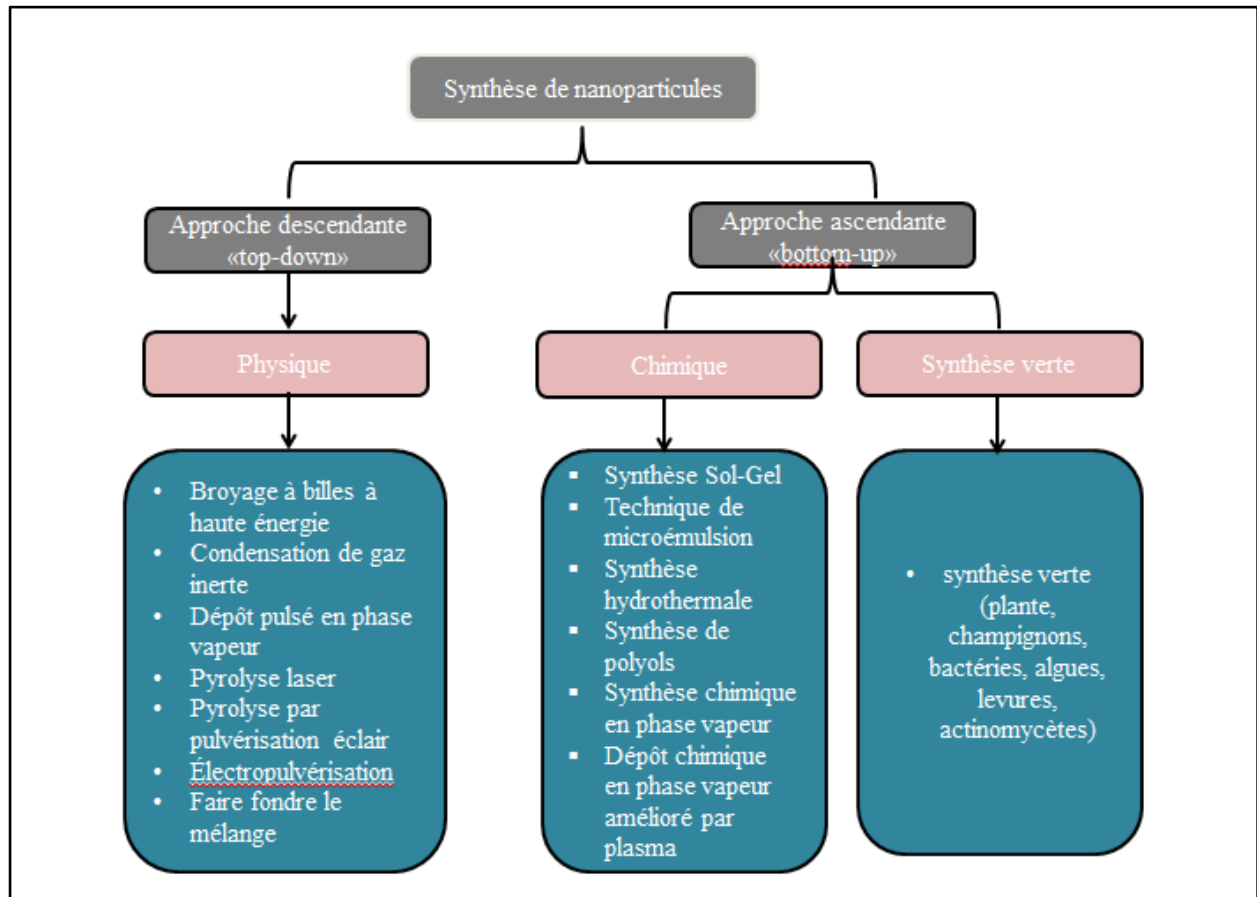 Synthèse de nanoparticules
Approche descendante
«top-down»
Approche ascendante
«bottom-up»
Physique
Chimique
Synthèse verte
• Broyage à billes à
haute énergie
• Condensation de gaz
inerte
• Dépôt pulsé en phase
vapeur
• Pyrolyse laser
• Pyrolyse par
pulvérisation éclair
• Électropulvérisation
• Faire fondre le
mélange
▪ Synthèse Sol-Gel
▪ Technique de
microémulsion
▪ Synthèse
hydrothermale
▪ Synthèse de
polyols
▪ Synthèse chimique
en phase vapeur
▪ Dépôt chimique
en phase vapeur
amélioré par
plasma
• synthèse verte
(plante,
champignons,
bactéries, algues,
levures,
actinomycètes)